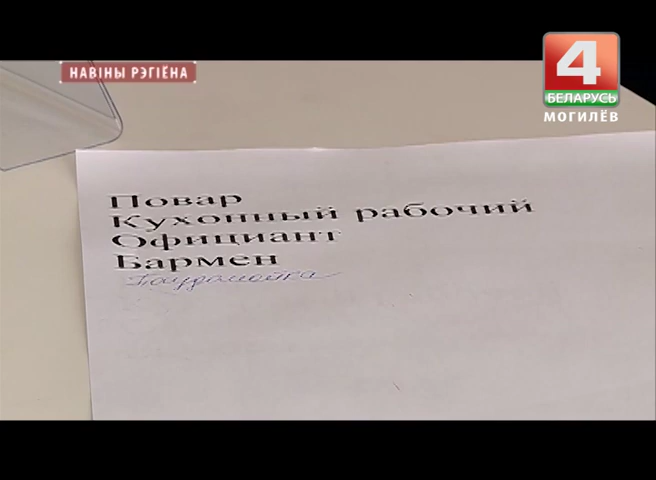 НАВІНЫ РЭГІЁНА
4
БЕЛАРУСЬ
МОГИЛЁВ
Повар
Кухонный рабочий
Официант
Бармен